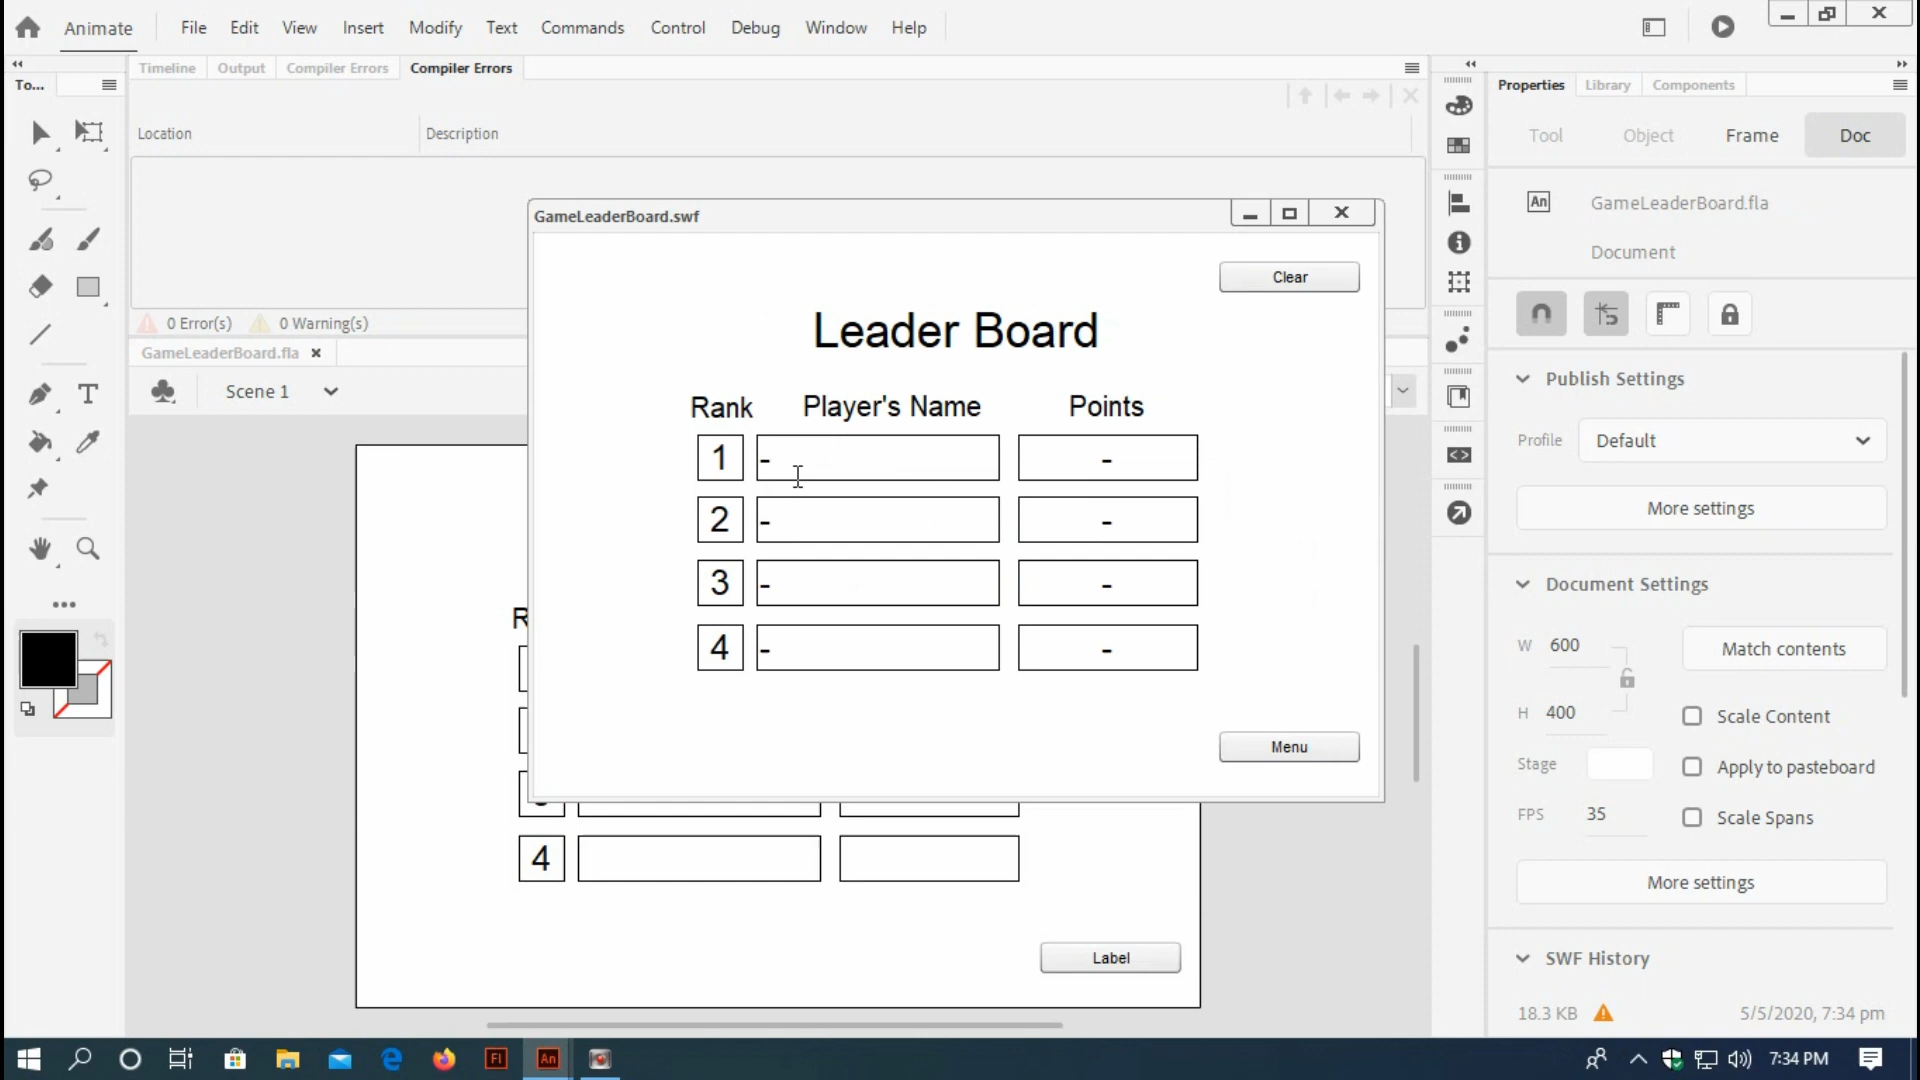 Animate
File Edit View Insert Modify Text Commands Control Debug Window Help
To...
Timeline Output Compiler Errors Compiler Errors
Location Description
0 Error(s) 0 Warning(s)
GameLeaderBoard.fla
Scene 1
R
4
Label
GameLeaderBoard.swf
Clear
Leader Board
Rank Player's Name Points
1 - -
2 - -
3 - -
4 - -
Menu
Properties Library Components
Tool Object Frame Doc
An GameLeaderBoard.fla
Document
Publish Settings
Profile Default
More settings
Document Settings
W 600 Match contents
H 400 Scale Content
Stage Apply to pasteboard
FPS 35 Scale Spans
More settings
SWF History
18.3 KB 5/5/2020, 7:34 pm
Fl An 7:34 PM